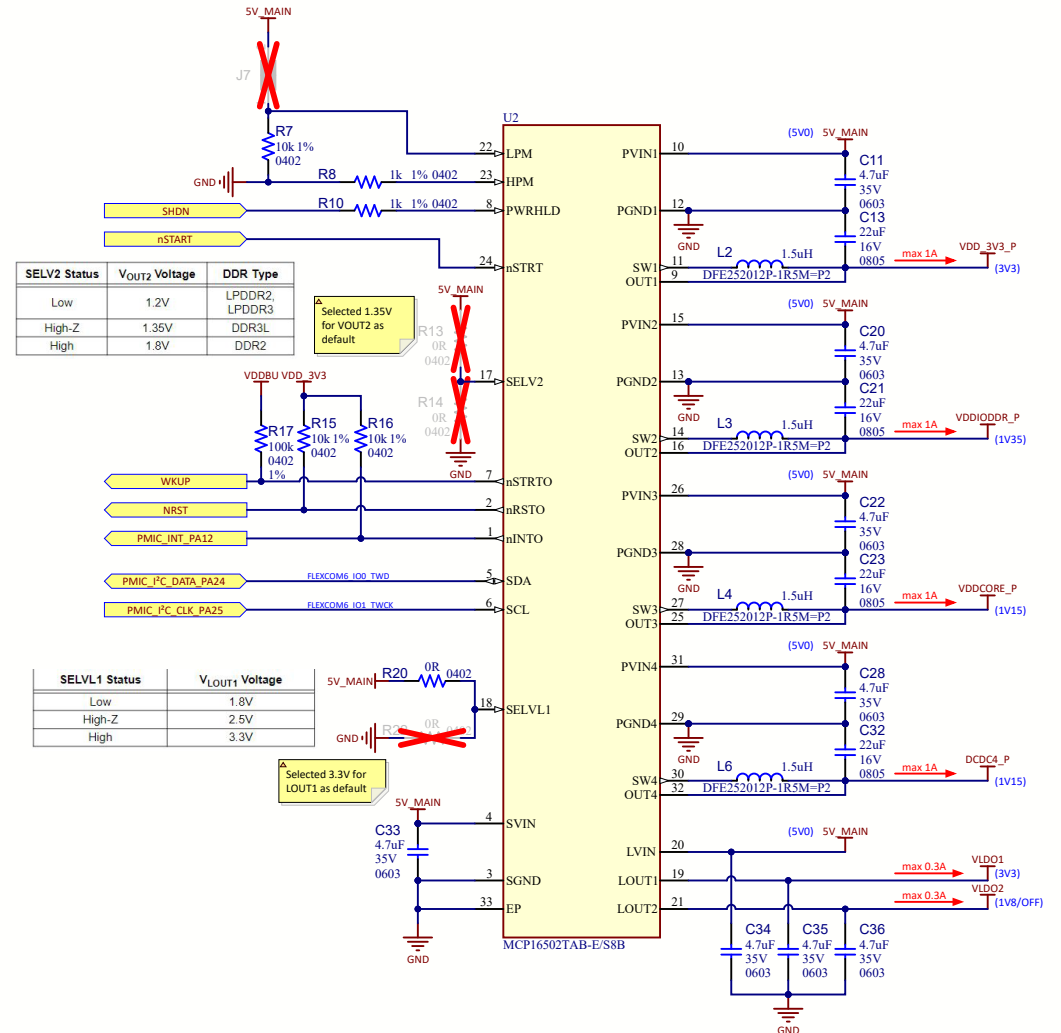 5V_MAIN
J7
R7
10k 1%
0402
GND
R8
1k 1% 0402
R10
1k 1% 0402
SHDN
nSTART
SELV2 Status VOUT2 Voltage DDR Type
Low 1.2V LPDDR2, LPDDR3
High-Z 1.35V DDR3L
High 1.8V DDR2
Selected 1.35V
for VOUT2 as
default
5V_MAIN
R13
0R
0402
R14
0R
0402
GND
VDDBU VDD_3V3
R17
100k
0402
1%
R15
10k 1%
0402
R16
10k 1%
0402
WKUP
NRST
PMIC_INT_PA12
PMIC_I²C_DATA_PA24
FLEXCOM6_IO0_TWD
PMIC_I²C_CLK_PA25
FLEXCOM6_IO1_TWCK
SELVL1 Status VLOUT1 Voltage
Low 1.8V
High-Z 2.5V
High 3.3V
5V_MAIN
R20
0R
0402
GND
0R
0402
Selected 3.3V for
LOUT1 as default
5V_MAIN
C33
4.7uF
35V
0603
GND
U2
22 LPM
23 HPM
8 PWRHLD
24 nSTRT
17 SELV2
7 nSTRTO
2 nRSTO
1 nINTO
5 SDA
6 SCL
18 SELVL1
4 SVIN
3 SGND
33 EP
MCP16502TAB-E/S8B
PVIN1 10
PGND1 12
SW1 11
OUT1 9
PVIN2 15
PGND2 13
SW2 14
OUT2 16
PVIN3 26
PGND3 28
SW3 27
OUT3 25
PVIN4 31
PGND4 29
SW4 30
OUT4 32
LVIN 20
LOUT1 19
LOUT2 21
(5V0) 5V_MAIN
C11
4.7uF
35V
0603
GND
C13
22uF
16V
0805
L2
1.5uH
DFE252012P-1R5M=P2
max 1A
VDD_3V3_P
(3V3)
(5V0) 5V_MAIN
C20
4.7uF
35V
0603
GND
C21
22uF
16V
0805
L3
1.5uH
DFE252012P-1R5M=P2
max 1A
VDDIODDR_P
(1V35)
(5V0) 5V_MAIN
C22
4.7uF
35V
0603
GND
C23
22uF
16V
0805
L4
1.5uH
DFE252012P-1R5M=P2
max 1A
VDDCORE_P
(1V15)
(5V0) 5V_MAIN
C28
4.7uF
35V
0603
GND
C32
22uF
16V
0805
L6
1.5uH
DFE252012P-1R5M=P2
max 1A
DCDC4_P
(1V15)
(5V0) 5V_MAIN
max 0.3A
VLDO1
(3V3)
max 0.3A
VLDO2
(1V8/OFF)
C34
4.7uF
35V
0603
C35
4.7uF
35V
0603
C36
4.7uF
35V
0603
GND